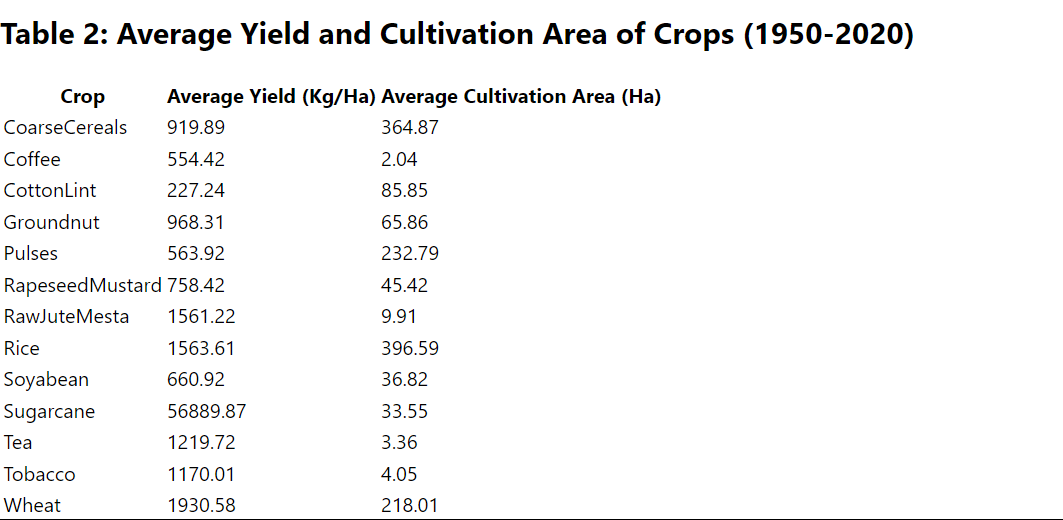 Table 2: Average Yield and Cultivation Area of Crops (1950-2020)
Crop Average Yield (Kg/Ha) Average Cultivation Area (Ha)
CoarseCereals 919.89 364.87
Coffee 554.42 2.04
CottonLint 227.24 85.85
Groundnut 968.31 65.86
Pulses 563.92 232.79
RapeseedMustard 758.42 45.42
RawJuteMesta 1561.22 9.91
Rice 1563.61 396.59
Soyabean 660.92 36.82
Sugarcane 56889.87 33.55
Tea 1219.72 3.36
Tobacco 1170.01 4.05
Wheat 1930.58 218.01